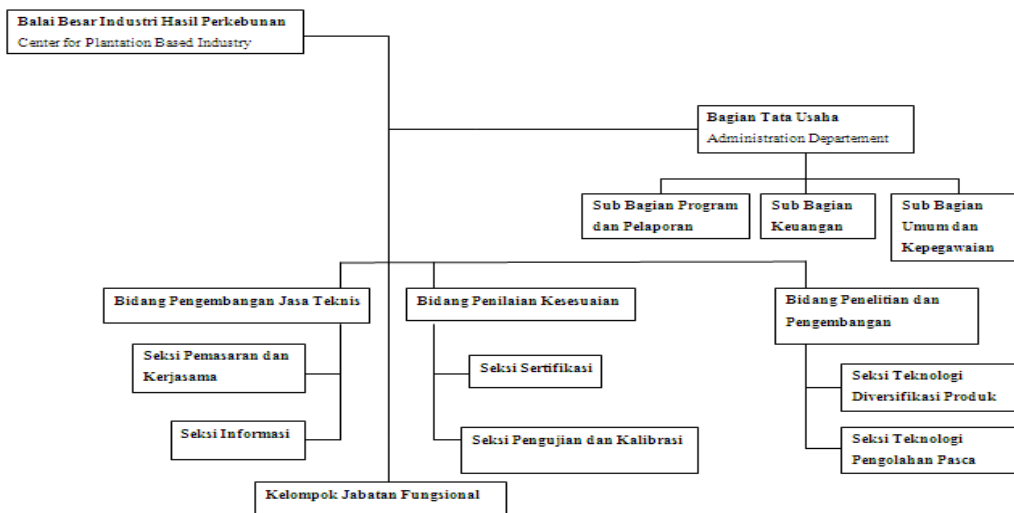 Balai Besar Industri Hasil Perkebunan
Center for Plantation Based Industry
Bagian Tata Usaha
Administration Departement
Sub Bagian Program
dan Pelaporan
Sub Bagian
Keuangan
Sub Bagian
Umum dan
Kepegawaian
Bidang Pengembangan Jasa Teknis
Bidang Penilaian Kesesuaian
Bidang Penelitian dan
Pengembangan
Seksi Pemasaran dan
Kerjasama
Seksi Sertifikasi
Seksi Teknologi
Diversifikasi Produk
Seksi Informasi
Seksi Pengujian dan Kalibrasi
Seksi Teknologi
Pengolahan Pasca
Kelompok Jabatan Fungsional